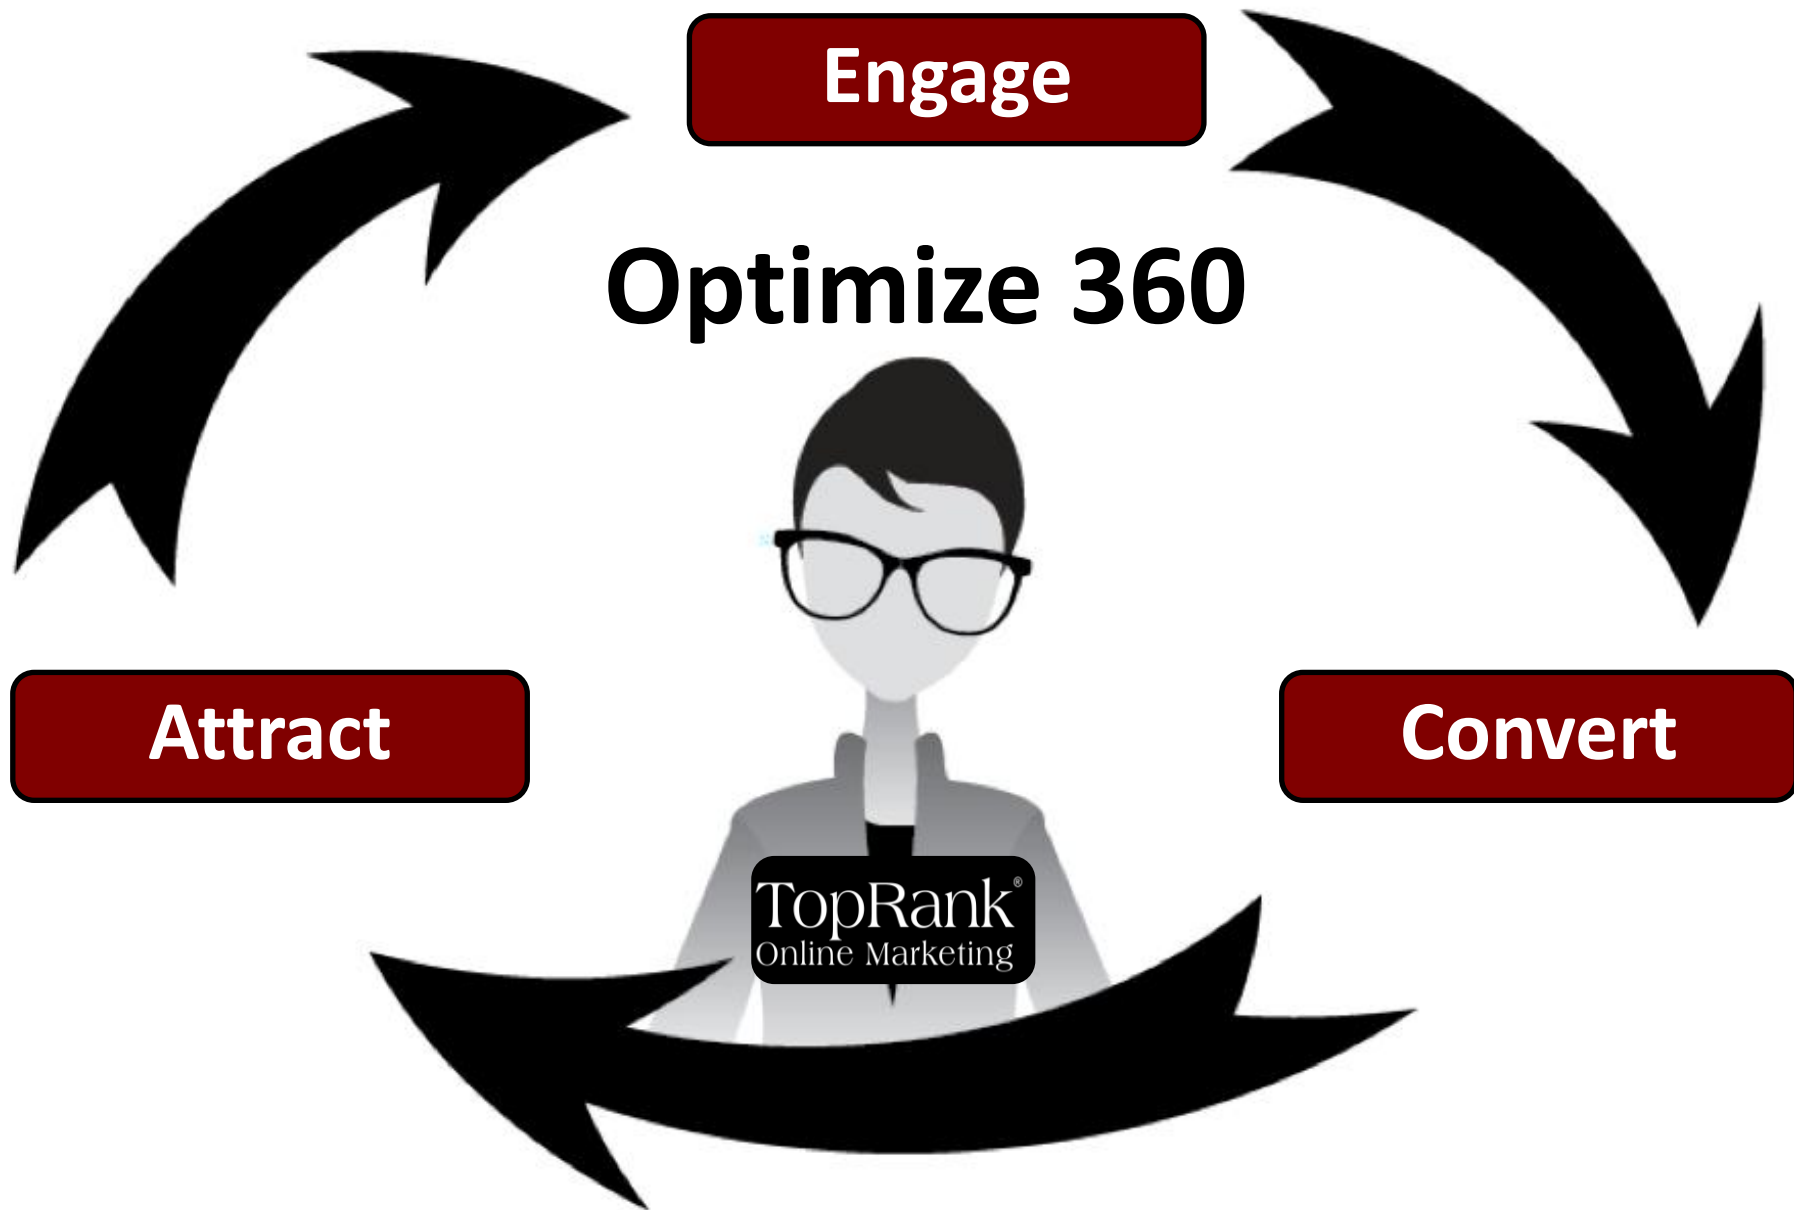 Engage
Optimize 360
Attract
Convert
TopRank®
Online Marketing